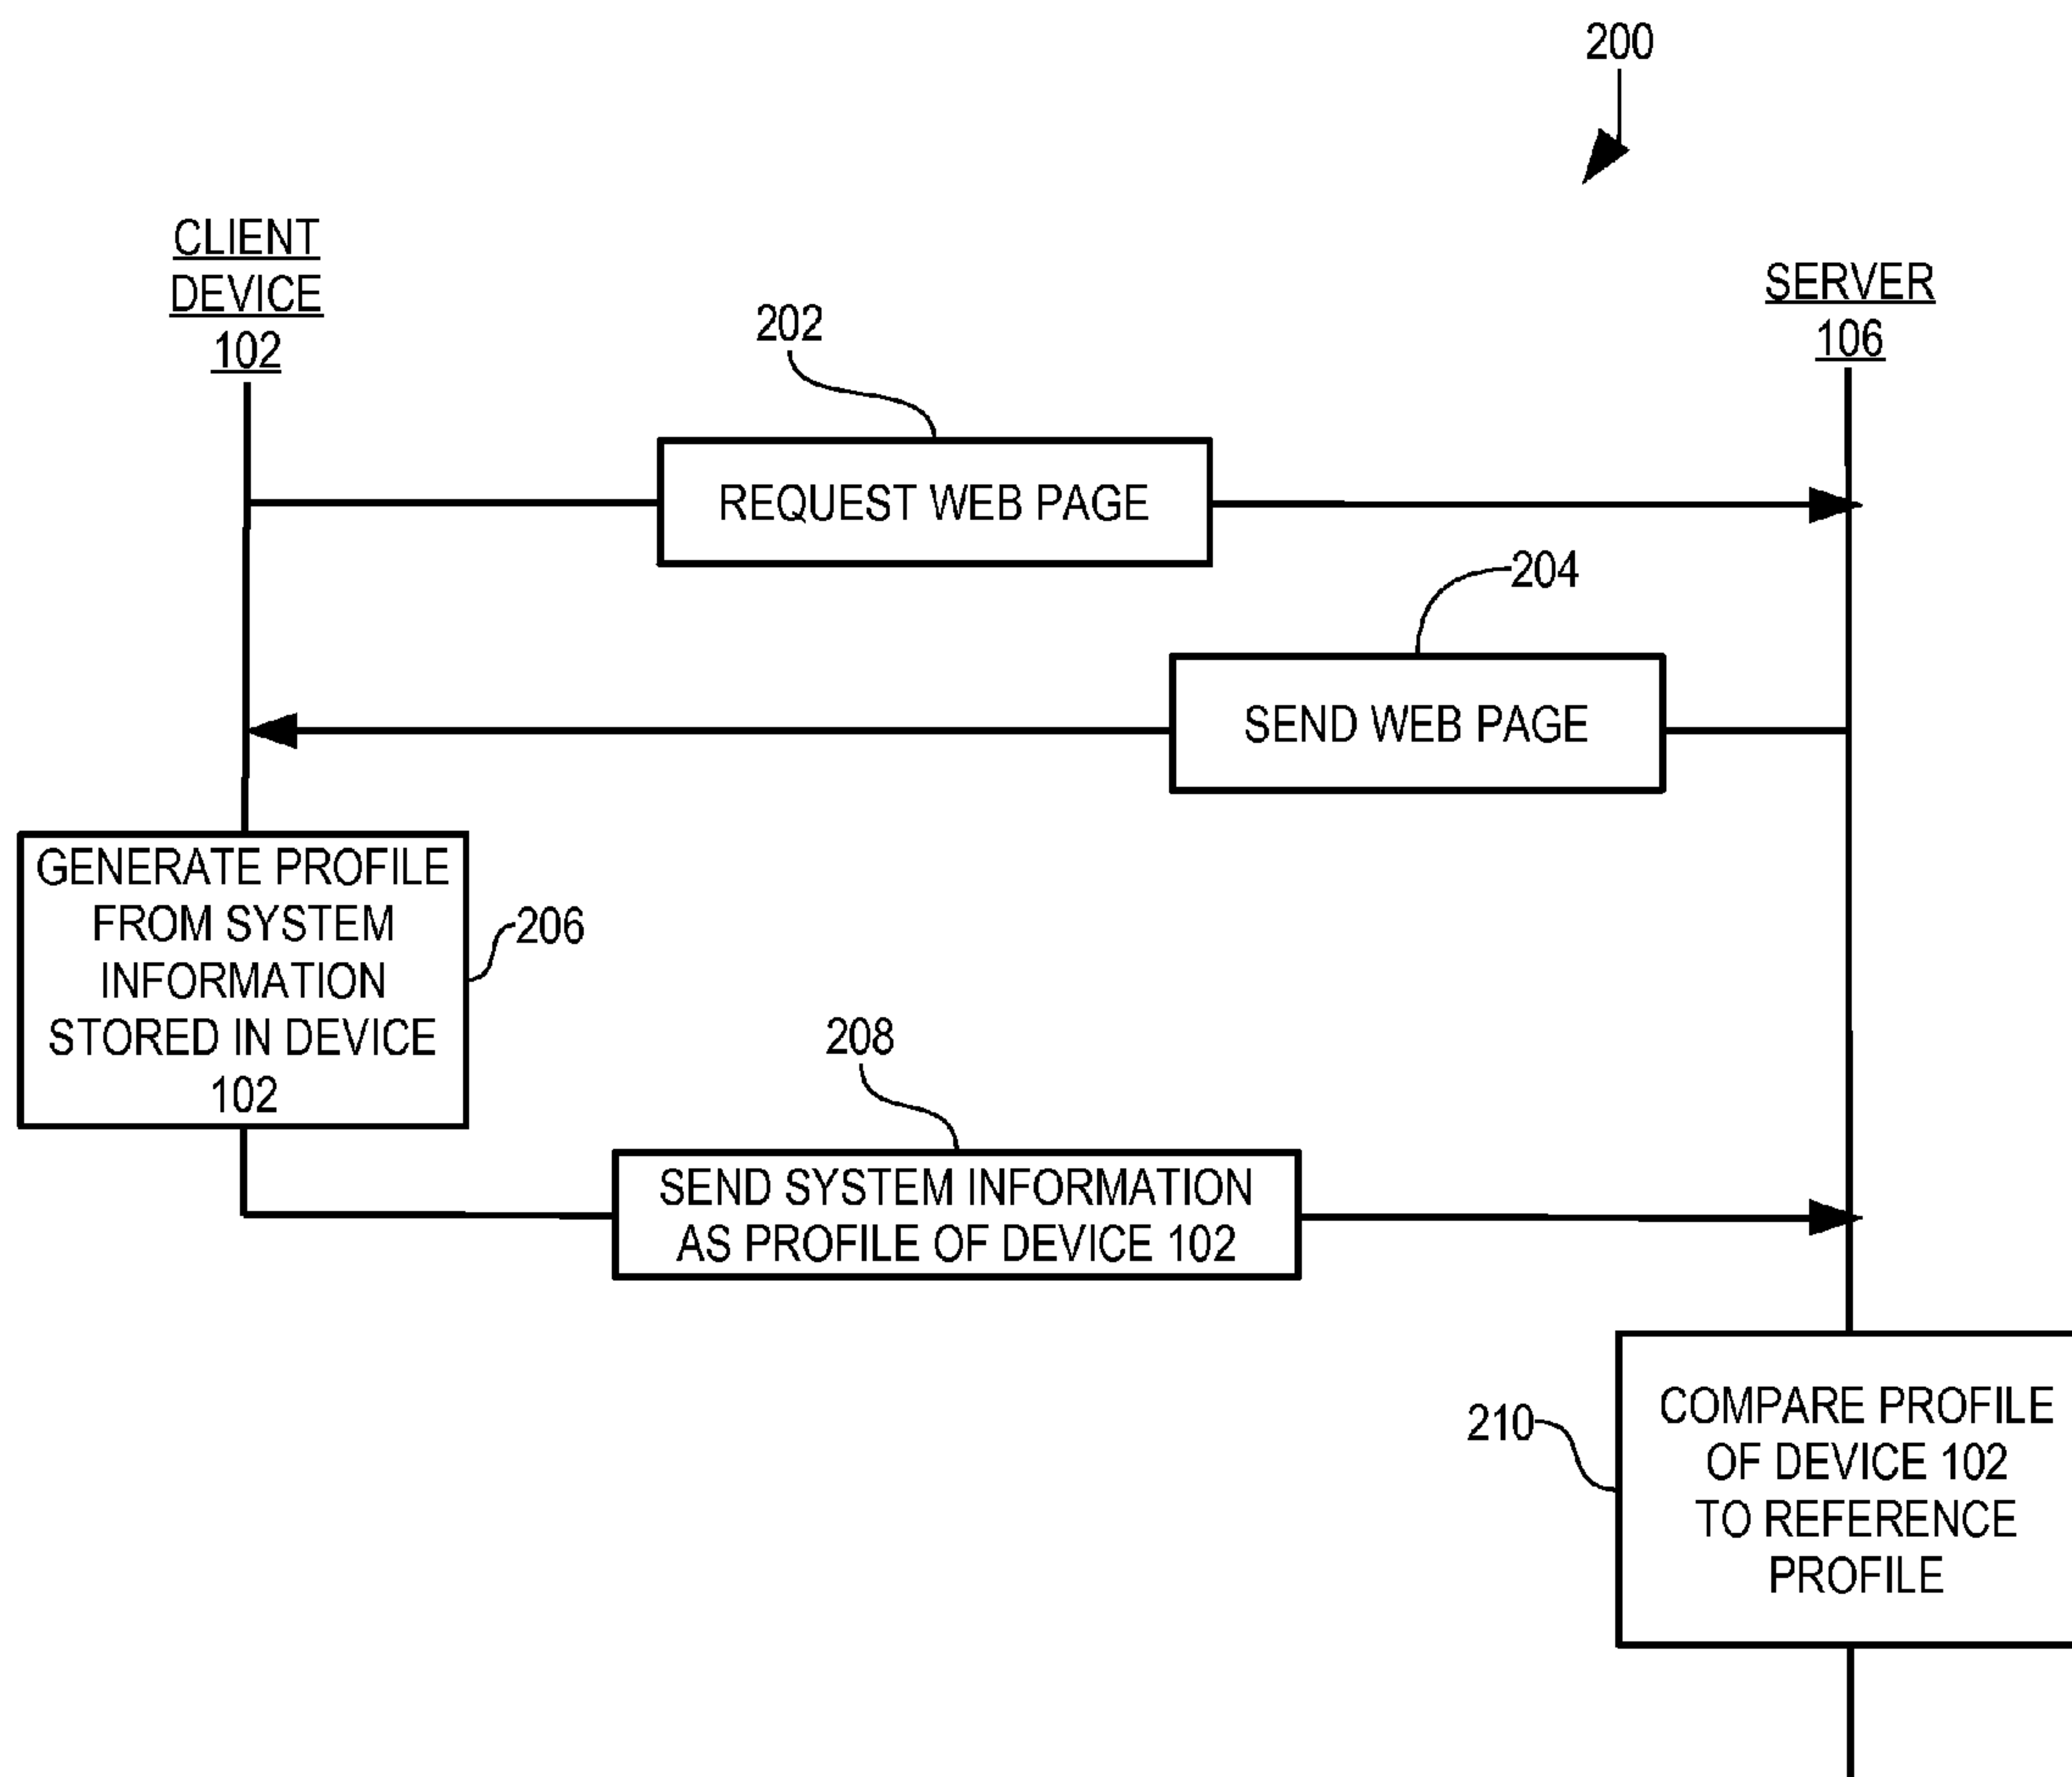 200
CLIENT
DEVICE
102
SERVER
106
202
REQUEST WEB PAGE
204
SEND WEB PAGE
GENERATE PROFILE
FROM SYSTEM
INFORMATION
STORED IN DEVICE
102
206
208
SEND SYSTEM INFORMATION
AS PROFILE OF DEVICE 102
210
COMPARE PROFILE
OF DEVICE 102
TO REFERENCE
PROFILE